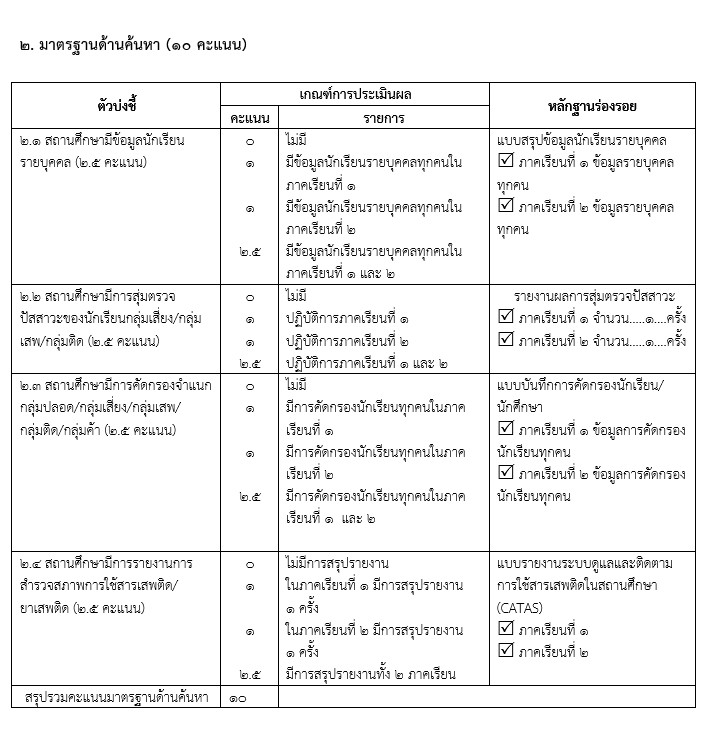 ๒. มาตรฐานด้านค้นหา (๑๐ คะแนน)
ตัวบ่งชี้
เกณฑ์การประเมินผล
หลักฐานร่องรอย
คะแนน
รายการ
๒.๑ สถานศึกษามีข้อมูลนักเรียน
รายบุคคล (๒.๕ คะแนน)
๐ ไม่มี
๑ มีข้อมูลนักเรียนรายบุคคลทุกคนใน
ภาคเรียนที่ ๑
๑ มีข้อมูลนักเรียนรายบุคคลทุกคนใน
ภาคเรียนที่ ๒
๒.๕ มีข้อมูลนักเรียนรายบุคคลทุกคนใน
ภาคเรียนที่ ๑ และ ๒
แบบสรุปข้อมูลนักเรียนรายบุคคล
☑ ภาคเรียนที่ ๑ ข้อมูลรายบุคคล
ทุกคน
☑ ภาคเรียนที่ ๒ ข้อมูลรายบุคคล
ทุกคน
๒.๒ สถานศึกษามีการสุ่มตรวจ
ปัสสาวะของนักเรียนกลุ่มเสี่ยง/กลุ่ม
เสพ/กลุ่มติด (๒.๕ คะแนน)
๐ ไม่มี
๑ ปฏิบัติการภาคเรียนที่ ๑
๑ ปฏิบัติการภาคเรียนที่ ๒
๒.๕ ปฏิบัติการภาคเรียนที่ ๑ และ ๒
รายงานผลการสุ่มตรวจปัสสาวะ
☑ ภาคเรียนที่ ๑ จำนวน.....๑....ครั้ง
☑ ภาคเรียนที่ ๒ จำนวน.....๑....ครั้ง
๒.๓ สถานศึกษามีการคัดกรองจำแนก
กลุ่มปลอด/กลุ่มเสี่ยง/กลุ่มเสพ/
กลุ่มติด/กลุ่มค้า (๒.๕ คะแนน)
๐ ไม่มี
๑ มีการคัดกรองนักเรียนทุกคนในภาค
เรียนที่ ๑
๑ มีการคัดกรองนักเรียนทุกคนในภาค
เรียนที่ ๒
๒.๕ มีการคัดกรองนักเรียนทุกคนในภาค
เรียนที่ ๑ และ ๒
แบบบันทึกการคัดกรองนักเรียน/
นักศึกษา
☑ ภาคเรียนที่ ๑ ข้อมูลการคัดกรอง
นักเรียนทุกคน
☑ ภาคเรียนที่ ๒ ข้อมูลการคัดกรอง
นักเรียนทุกคน
๒.๔ สถานศึกษามีการรายงานการ
สำรวจสภาพการใช้สารเสพติด/
ยาเสพติด (๒.๕ คะแนน)
๐ ไม่มีการสรุปรายงาน
๑ ในภาคเรียนที่ ๑ มีการสรุปรายงาน
๑ ครั้ง
๑ ในภาคเรียนที่ ๒ มีการสรุปรายงาน
๑ ครั้ง
๒.๕ มีการสรุปรายงานทั้ง ๒ ภาคเรียน
แบบรายงานระบบดูแลและติดตาม
การใช้สารเสพติดในสถานศึกษา
(CATAS)
☑ ภาคเรียนที่ ๑
☑ ภาคเรียนที่ ๒
สรุปรวมคะแนนมาตรฐานด้านค้นหา ๑๐